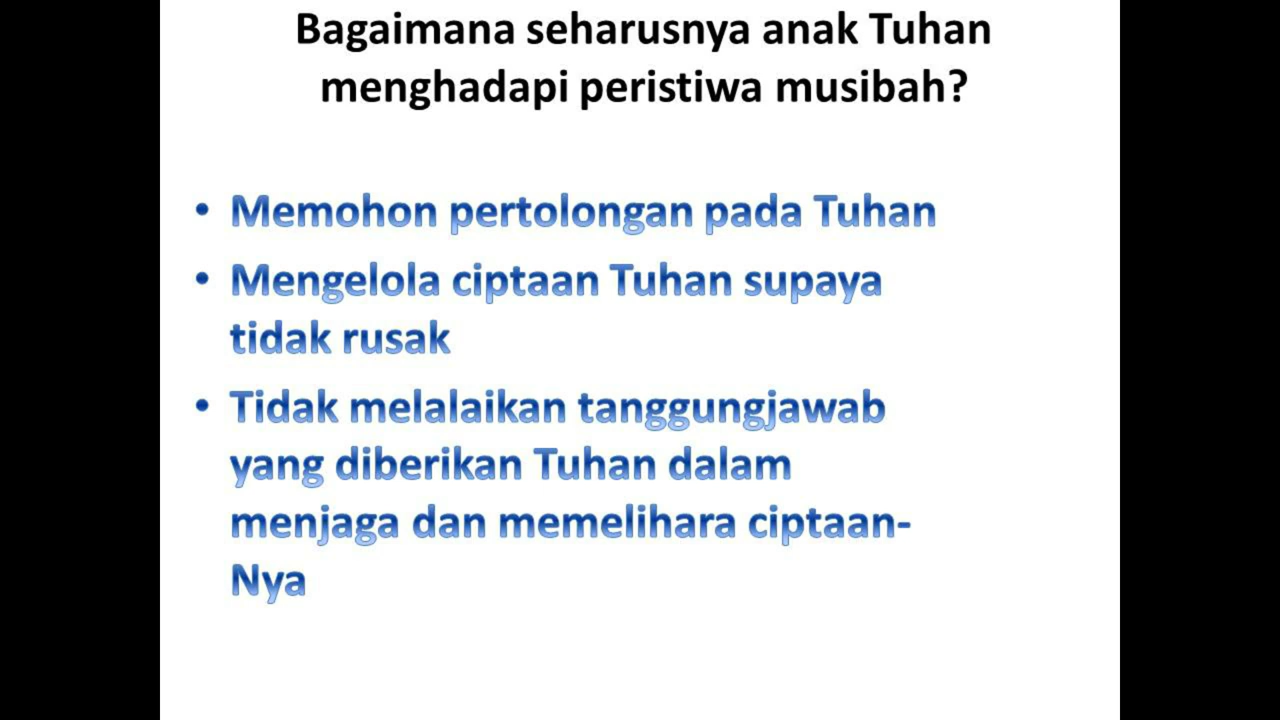 Bagaimana seharusnya anak Tuhan
menghadapi peristiwa musibah?
• Memohon pertolongan pada Tuhan
• Mengelola ciptaan Tuhan supaya
tidak rusak
• Tidak melalaikan tanggungjawab
yang diberikan Tuhan dalam
menjaga dan memelihara ciptaan-
Nya